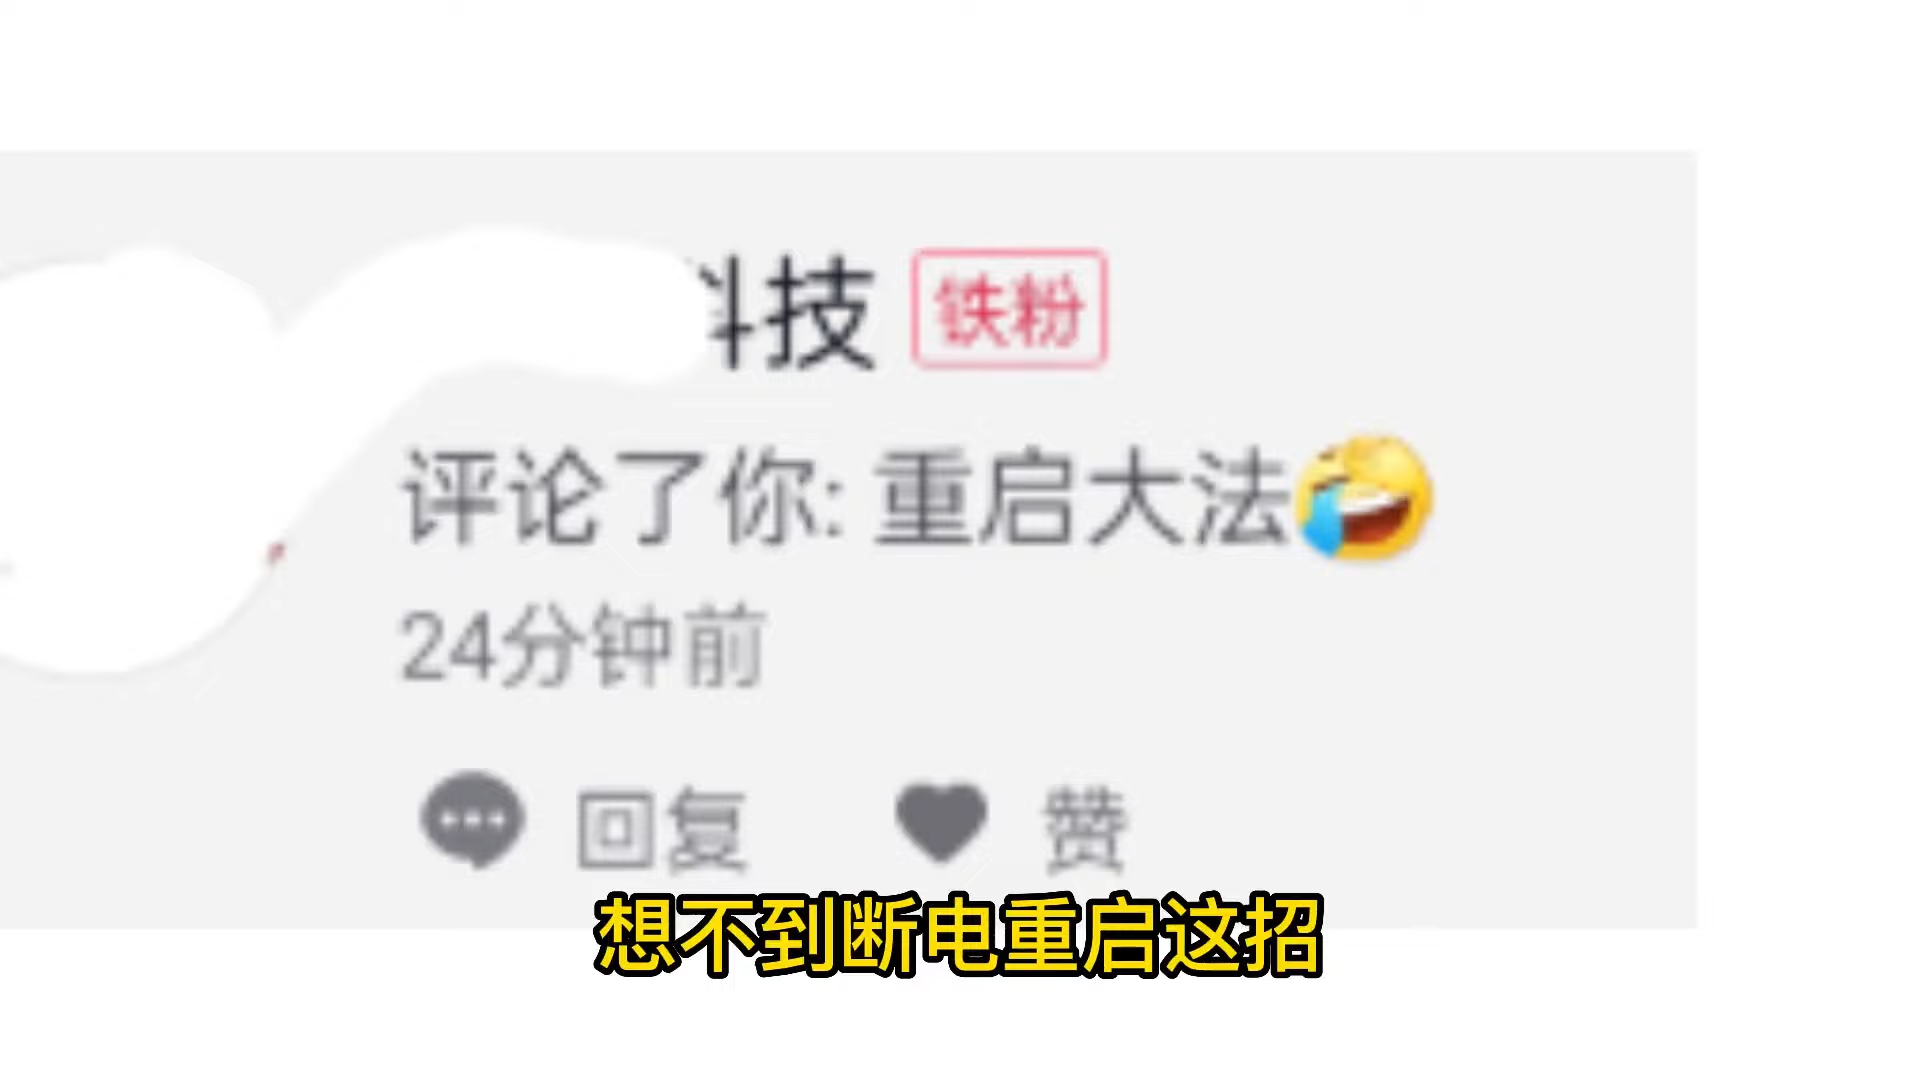 科技 铁粉
评论了你: 重启大法🤣
24分钟前
回复 赞
想不到断电重启这招